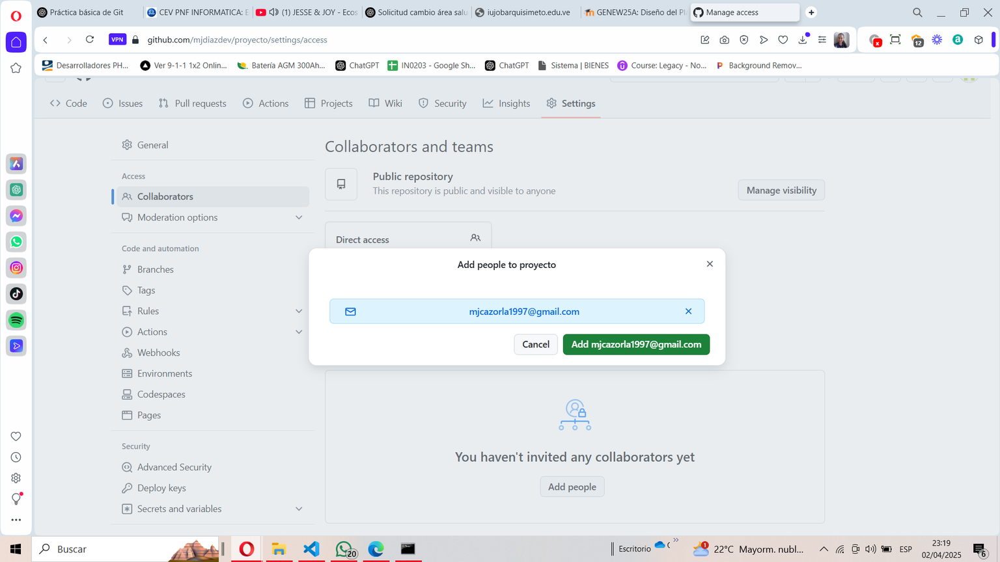 Práctica básica de Git
CEV PNF INFORMATICA: E
(1) JESSE & JOY - Ecos
Solicitud cambio área salu
iujobarquisimeto.edu.ve
GENEW25A: Diseño del Pl
Manage access
VPN
github.com/mjdiazdev/proyecto/settings/access
12
Desarrolladores PH...
Ver 9-1-1 1x2 Onlin...
Batería AGM 300Ah...
ChatGPT
IN0203 - Google Sh...
ChatGPT
Sistema | BIENES
Course: Legacy - No...
Background Remov...
Code
Issues
Pull requests
Actions
Projects
Wiki
Security
Insights
Settings
General
Access
Collaborators
Moderation options
Code and automation
Branches
Tags
Rules
Actions
Webhooks
Environments
Codespaces
Pages
Security
Advanced Security
Deploy keys
Secrets and variables
Collaborators and teams
Public repository
This repository is public and visible to anyone
Manage visibility
Direct access
Add people to proyecto
mjcazorla1997@gmail.com
Cancel
Add mjcazorla1997@gmail.com
You haven't invited any collaborators yet
Add people
Buscar
20
Escritorio
1
22°C Mayorm. nubl...
ESP
23:19
02/04/2025
6